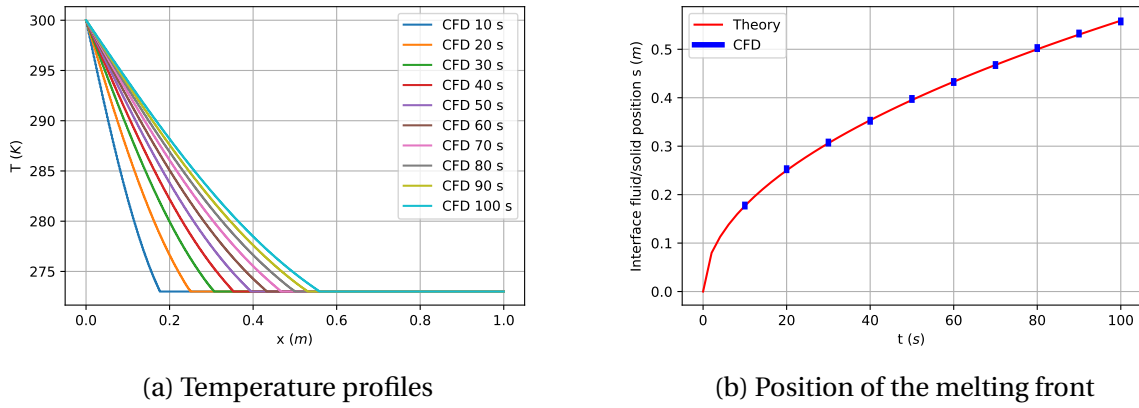 300
295
290
285
280
275
T (K)
0.0 0.2 0.4 0.6 0.8 1.0
x (m)
CFD 10 s
CFD 20 s
CFD 30 s
CFD 40 s
CFD 50 s
CFD 60 s
CFD 70 s
CFD 80 s
CFD 90 s
CFD 100 s
(a) Temperature profiles
Theory
CFD
0.5
0.4
0.3
0.2
0.1
0.0
Interface fluid/solid position s (m)
0 20 40 60 80 100
t (s)
(b) Position of the melting front